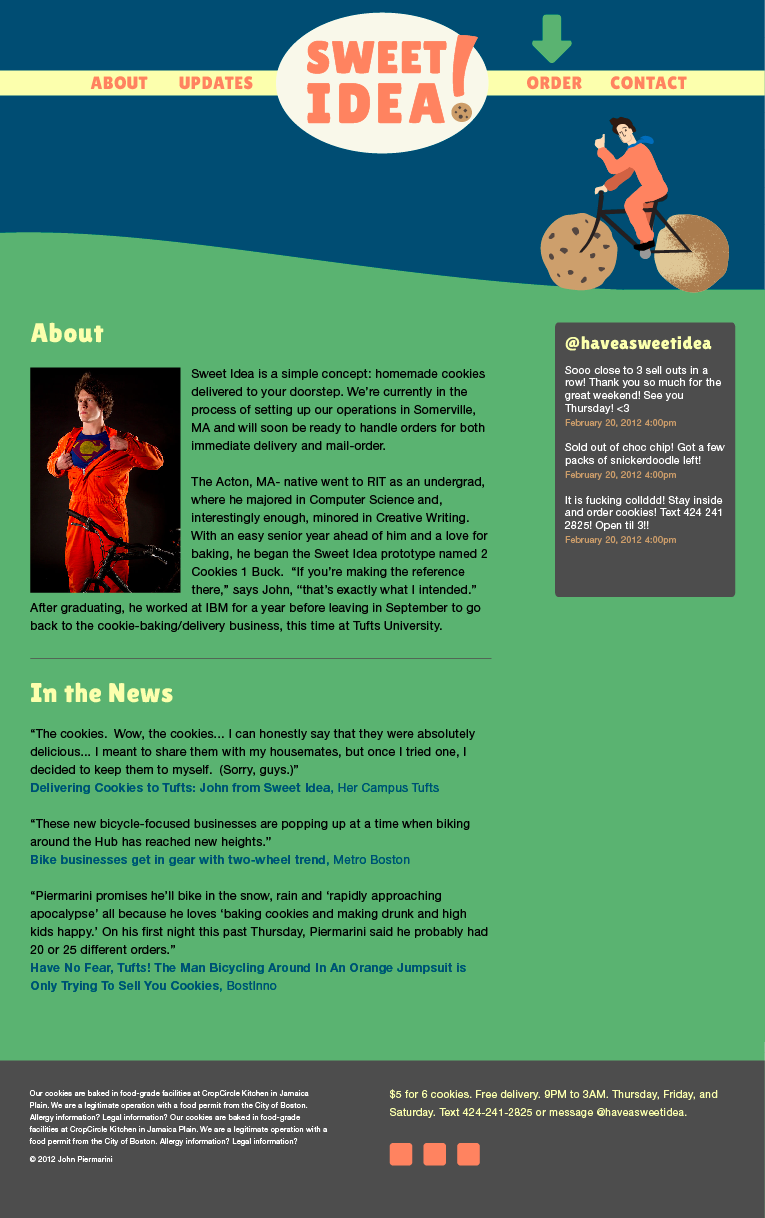 SWEET
IDEA!
ABOUT
UPDATES
ORDER
CONTACT
About
Sweet Idea is a simple concept: homemade cookies
delivered to your doorstep. We’re currently in the
process of setting up our operations in Somerville,
MA and will soon be ready to handle orders for both
immediate delivery and mail-order.
The Acton, MA- native went to RIT as an undergrad,
where he majored in Computer Science and,
interestingly enough, minored in Creative Writing.
With an easy senior year ahead of him and a love for
baking, he began the Sweet Idea prototype named 2
Cookies 1 Buck.  “If you’re making the reference
there,” says John, “that’s exactly what I intended.”
After graduating, he worked at IBM for a year before leaving in September to go
back to the cookie-baking/delivery business, this time at Tufts University.
In the News
“The cookies.  Wow, the cookies... I can honestly say that they were absolutely
delicious... I meant to share them with my housemates, but once I tried one, I
decided to keep them to myself.  (Sorry, guys.)”
Delivering Cookies to Tufts: John from Sweet Idea, Her Campus Tufts
“These new bicycle-focused businesses are popping up at a time when biking
around the Hub has reached new heights.”
Bike businesses get in gear with two-wheel trend, Metro Boston
“Piermarini promises he’ll bike in the snow, rain and ‘rapidly approaching
apocalypse’ all because he loves ‘baking cookies and making drunk and high
kids happy.’ On his first night this past Thursday, Piermarini said he probably had
20 or 25 different orders.”
Have No Fear, Tufts! The Man Bicycling Around In An Orange Jumpsuit is
Only Trying To Sell You Cookies, BostInno
@haveasweetidea
Sooo close to 3 sell outs in a
row! Thank you so much for the
great weekend! See you
Thursday! <3
February 20, 2012 4:00pm
Sold out of choc chip! Got a few
packs of snickerdoodle left!
February 20, 2012 4:00pm
It is fucking collddd! Stay inside
and order cookies! Text 424 241
2825! Open til 3!!
February 20, 2012 4:00pm
Our cookies are baked in food-grade facilities at CropCircle Kitchen in Jamaica
Plain. We are a legitimate operation with a food permit from the City of Boston.
Allergy information? Legal information? Our cookies are baked in food-grade
facilities at CropCircle Kitchen in Jamaica Plain. We are a legitimate operation with a
food permit from the City of Boston. Allergy information? Legal information?
© 2012 John Piermarini
$5 for 6 cookies. Free delivery. 9PM to 3AM. Thursday, Friday, and
Saturday. Text 424-241-2825 or message @haveasweetidea.